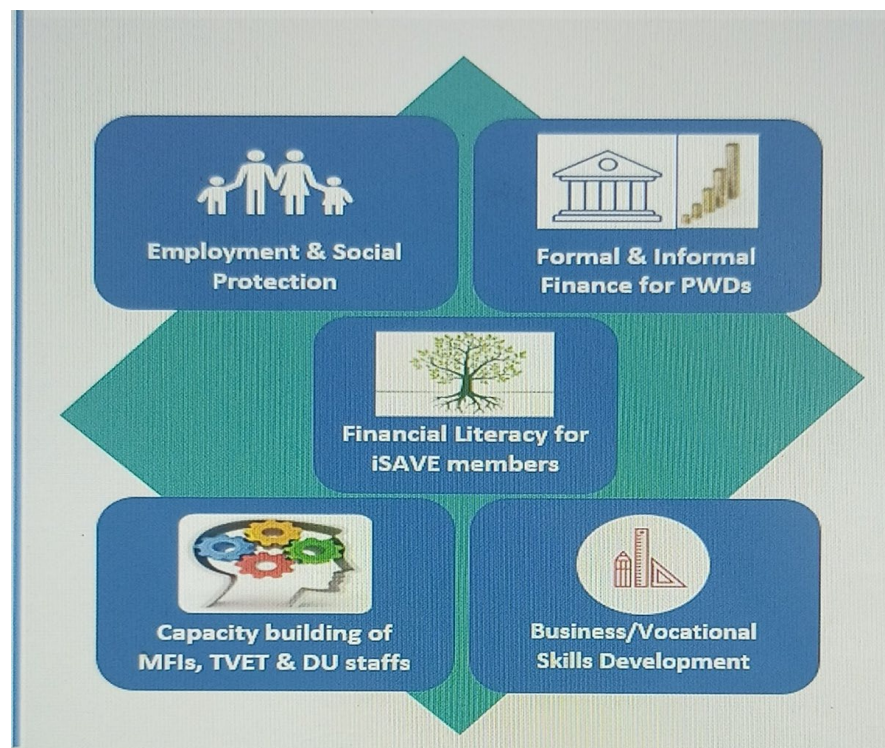 Employment & Social
Protection
Formal & Informal
Finance for PWDs
Financial Literacy for
iSAVE members
Capacity building of
MFIs, TVET & DU staffs
Business/Vocational
Skills Development